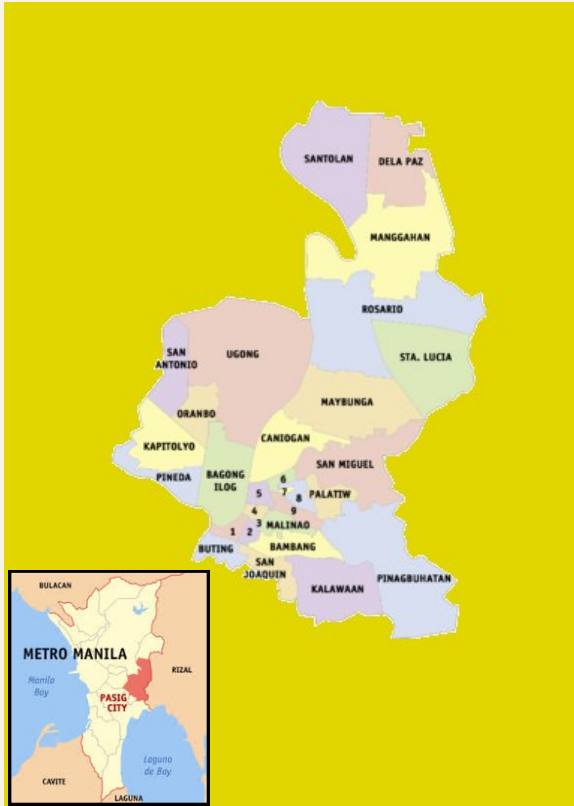 SANTOLAN
DELA PAZ
MANGGAHAN
ROSARIO
SAN
ANTONIO
UGONG
STA. LUCIA
MAYBUNGA
ORANBO
KAPITOLYO
CANIOGAN
PINEDA
BAGONG
ILOG
SAN MIGUEL
6
7
5
8
PALATIW
4
9
3
1
2
MALINAO
BUTING
BAMBANG
SAN
JOAQUIN
KALAWAAN
PINAGBUHATAN
BULACAN
METRO MANILA
RIZAL
Manila
Bay
PASIG
CITY
Laguna
de Bay
CAVITE
LAGUNA